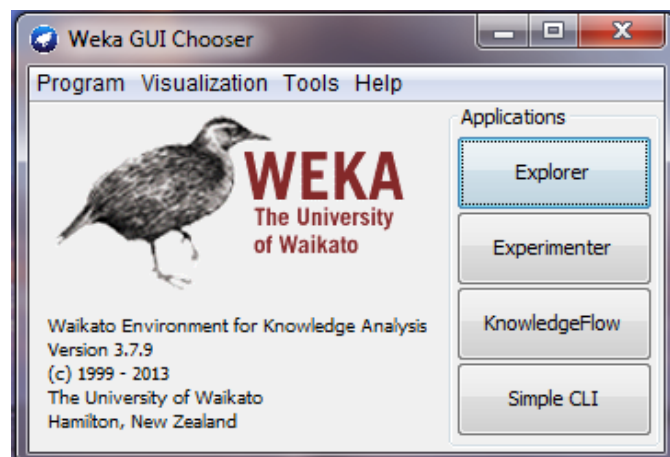 Weka GUI Chooser
Program Visualization Tools Help
Applications
WEKA
The University
of Waikato
Explorer
Experimenter
KnowledgeFlow
Simple CLI
Waikato Environment for Knowledge Analysis
Version 3.7.9
(c) 1999 - 2013
The University of Waikato
Hamilton, New Zealand